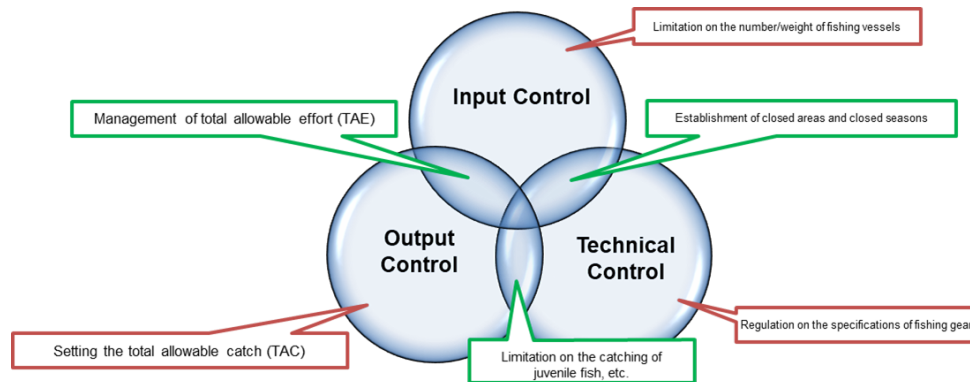 Limitation on the number/weight of fishing vessels
Input Control
Management of total allowable effort (TAE)
Establishment of closed areas and closed seasons
Output
Control
Technical
Control
Regulation on the specifications of fishing gear
Setting the total allowable catch (TAC)
Limitation on the catching of
juvenile fish, etc.